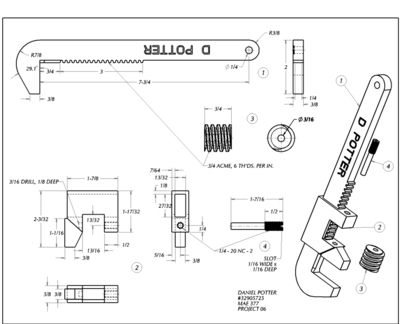 R3/8
R7/8
D POTTER
29.1°
3/4
3
Ø 1/4
2
1
7-3/4
3/8
1/4
3/8
1
3/4
3
Ø 3/16
D POTTER
4
3/4 ACME, 6 TH'DS. PER IN.
7/64
13/32
1/8
3/16 DRILL, 1/8 DEEP
1-7/8
1-7/16
27/32
1/2
2-3/32
13/32
1-17/32
1-1/16
1/4
2
13/16
1/2
3/8
5/16
3/8
1/4 - 20 NC - 2
4
SLOT
1/16 WIDE x
1/16 DEEP
2
3
5/8
3/8
DANIEL POTTER
#32905723
MAE 377
PROJECT 06